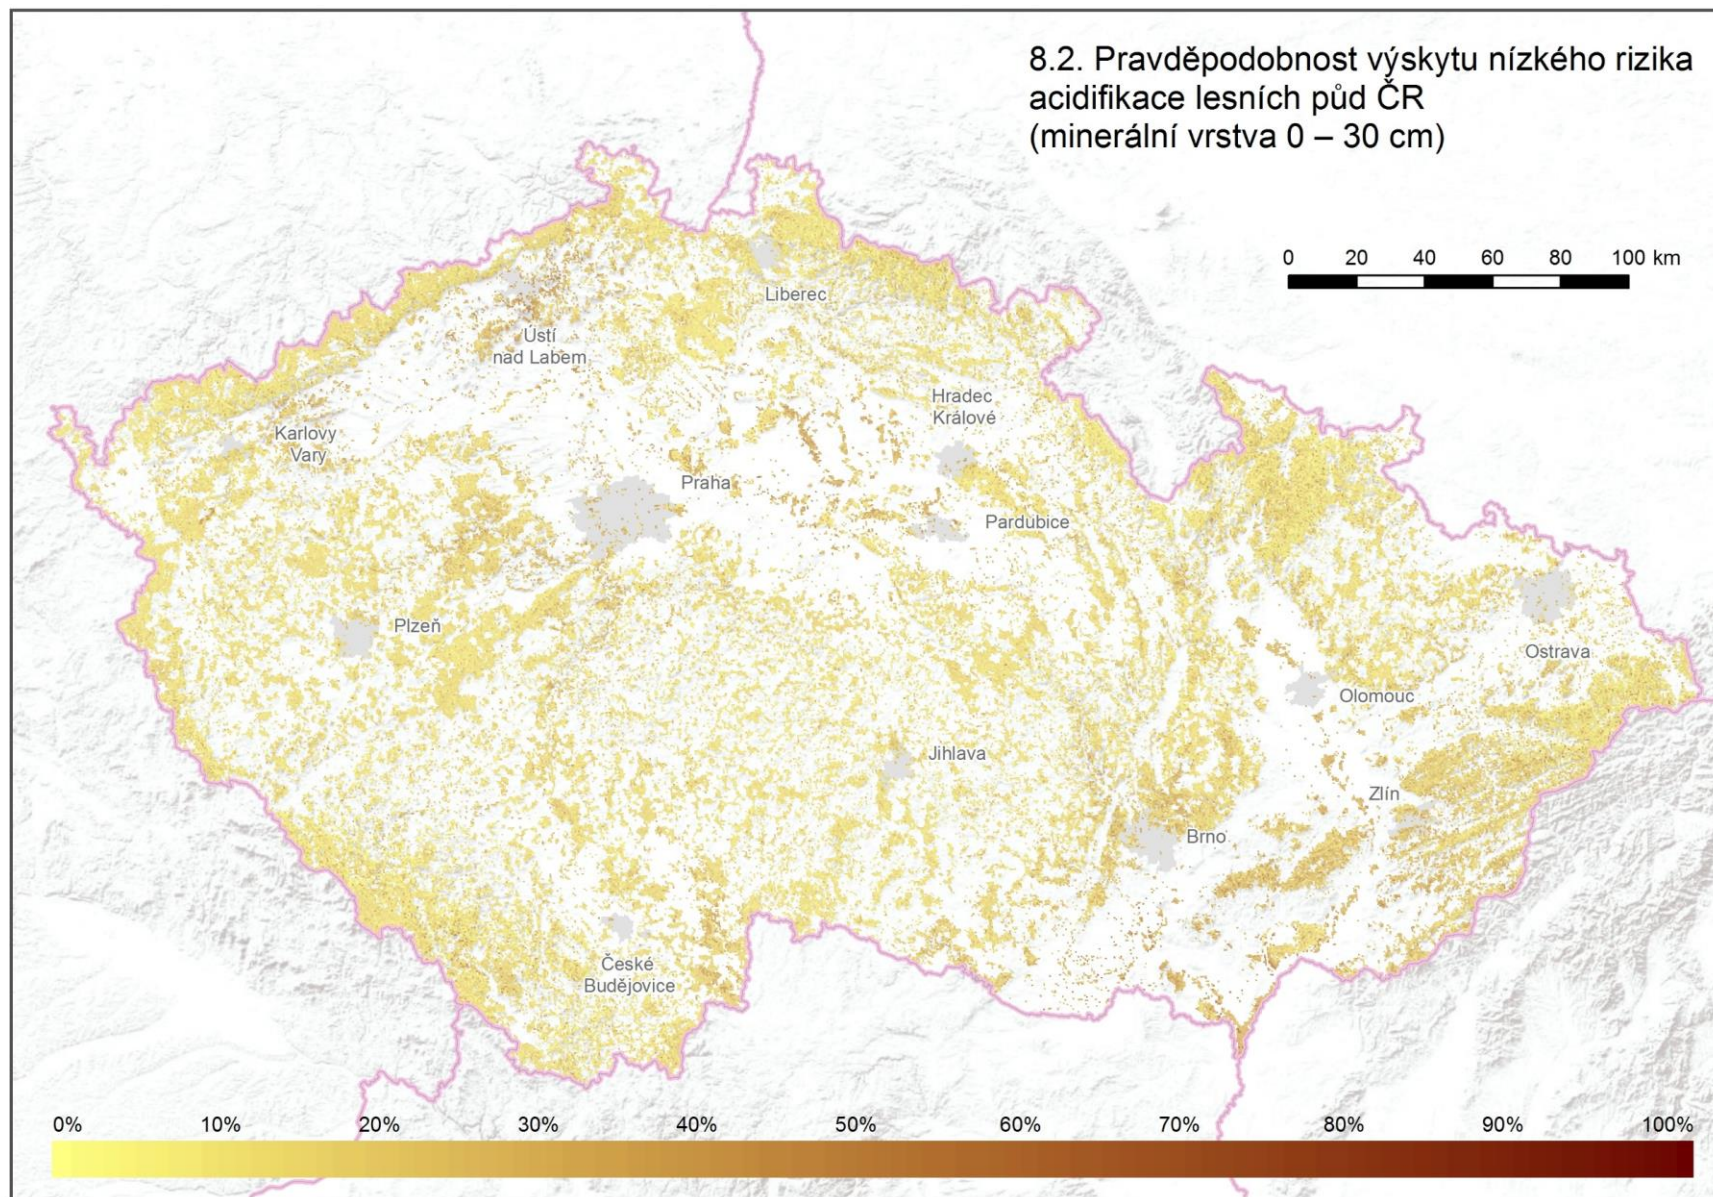 8.2. Pravděpodobnost výskytu nízkého rizika
acidifikace lesních půd ČR
(minerální vrstva 0 – 30 cm)
0 20 40 60 80 100 km
Liberec
Ústí
nad Labem
Hradec
Králové
Karlovy
Vary
Praha
Pardubice
Plzeň
Ostrava
Olomouc
Jihlava
Zlín
Brno
České
Budějovice
0% 10% 20% 30% 40% 50% 60% 70% 80% 90% 100%